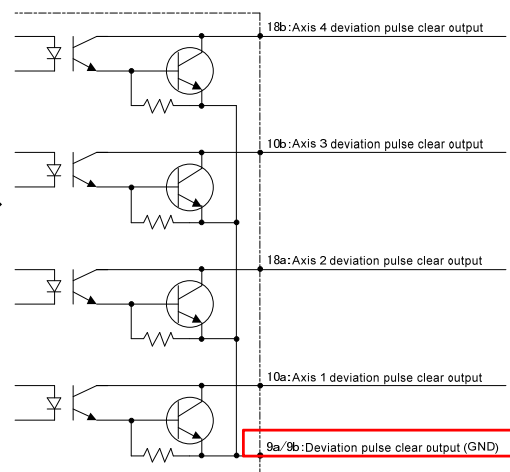 18b:Axis 4 deviation pulse clear output
10b:Axis 3 deviation pulse clear output
18a:Axis 2 deviation pulse clear output
10a:Axis 1 deviation pulse clear output
9a/9b:Deviation pulse clear output (GND)